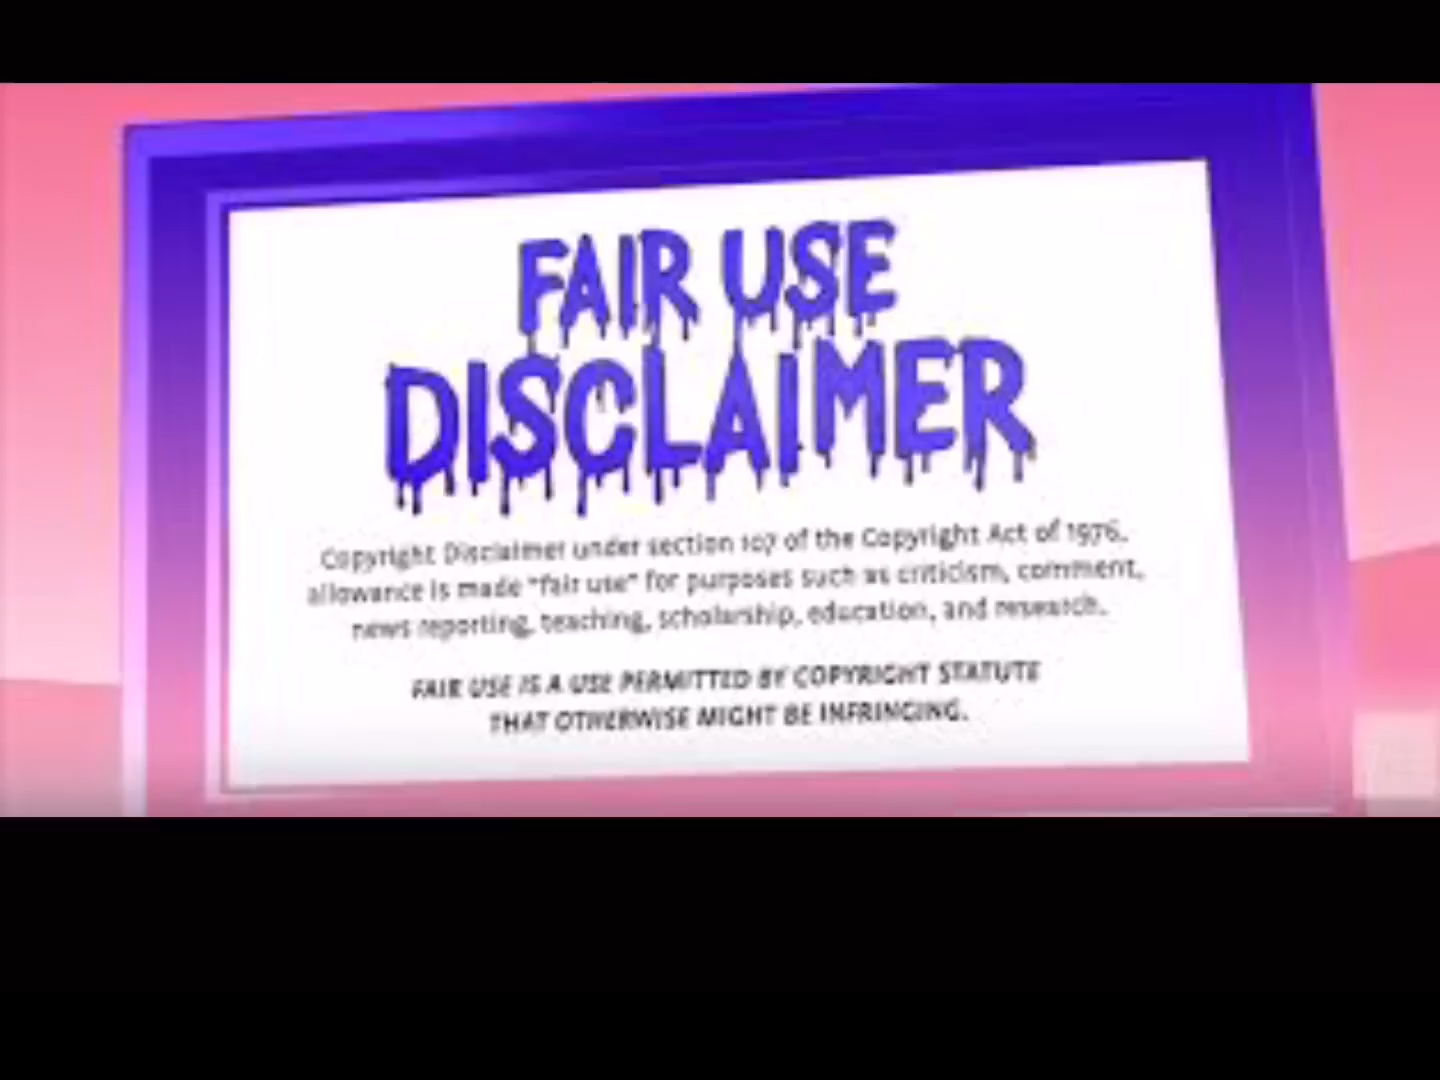 FAIR USE
DISCLAIMER
Copyright Disclaimer under section 107 of the Copyright Act of 1976,
allowance is made "fair use" for purposes such as criticism, comment,
news reporting, teaching, scholarship, education, and research.
FAIR USE IS A USE PERMITTED BY COPYRIGHT STATUTE
THAT OTHERWISE MIGHT BE INFRINGING.